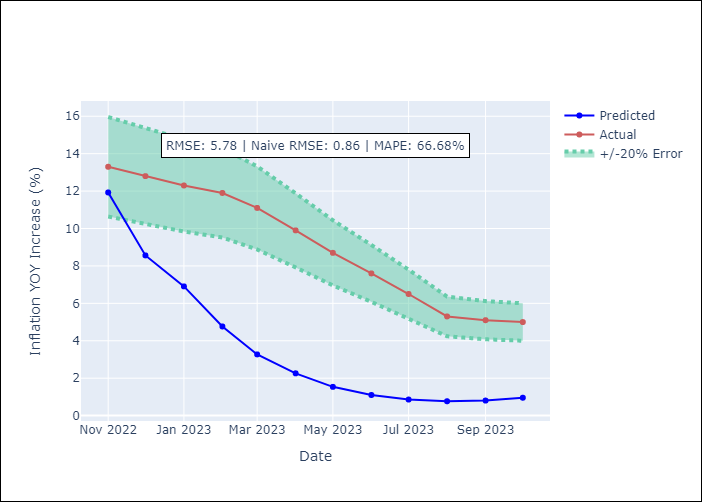 RMSE: 5.78 | Naive RMSE: 0.86 | MAPE: 66.68%
Predicted
Actual
+/-20% Error
Inflation YOY Increase (%)
16
14
12
10
8
6
4
2
0
Nov 2022
Jan 2023
Mar 2023
May 2023
Jul 2023
Sep 2023
Date